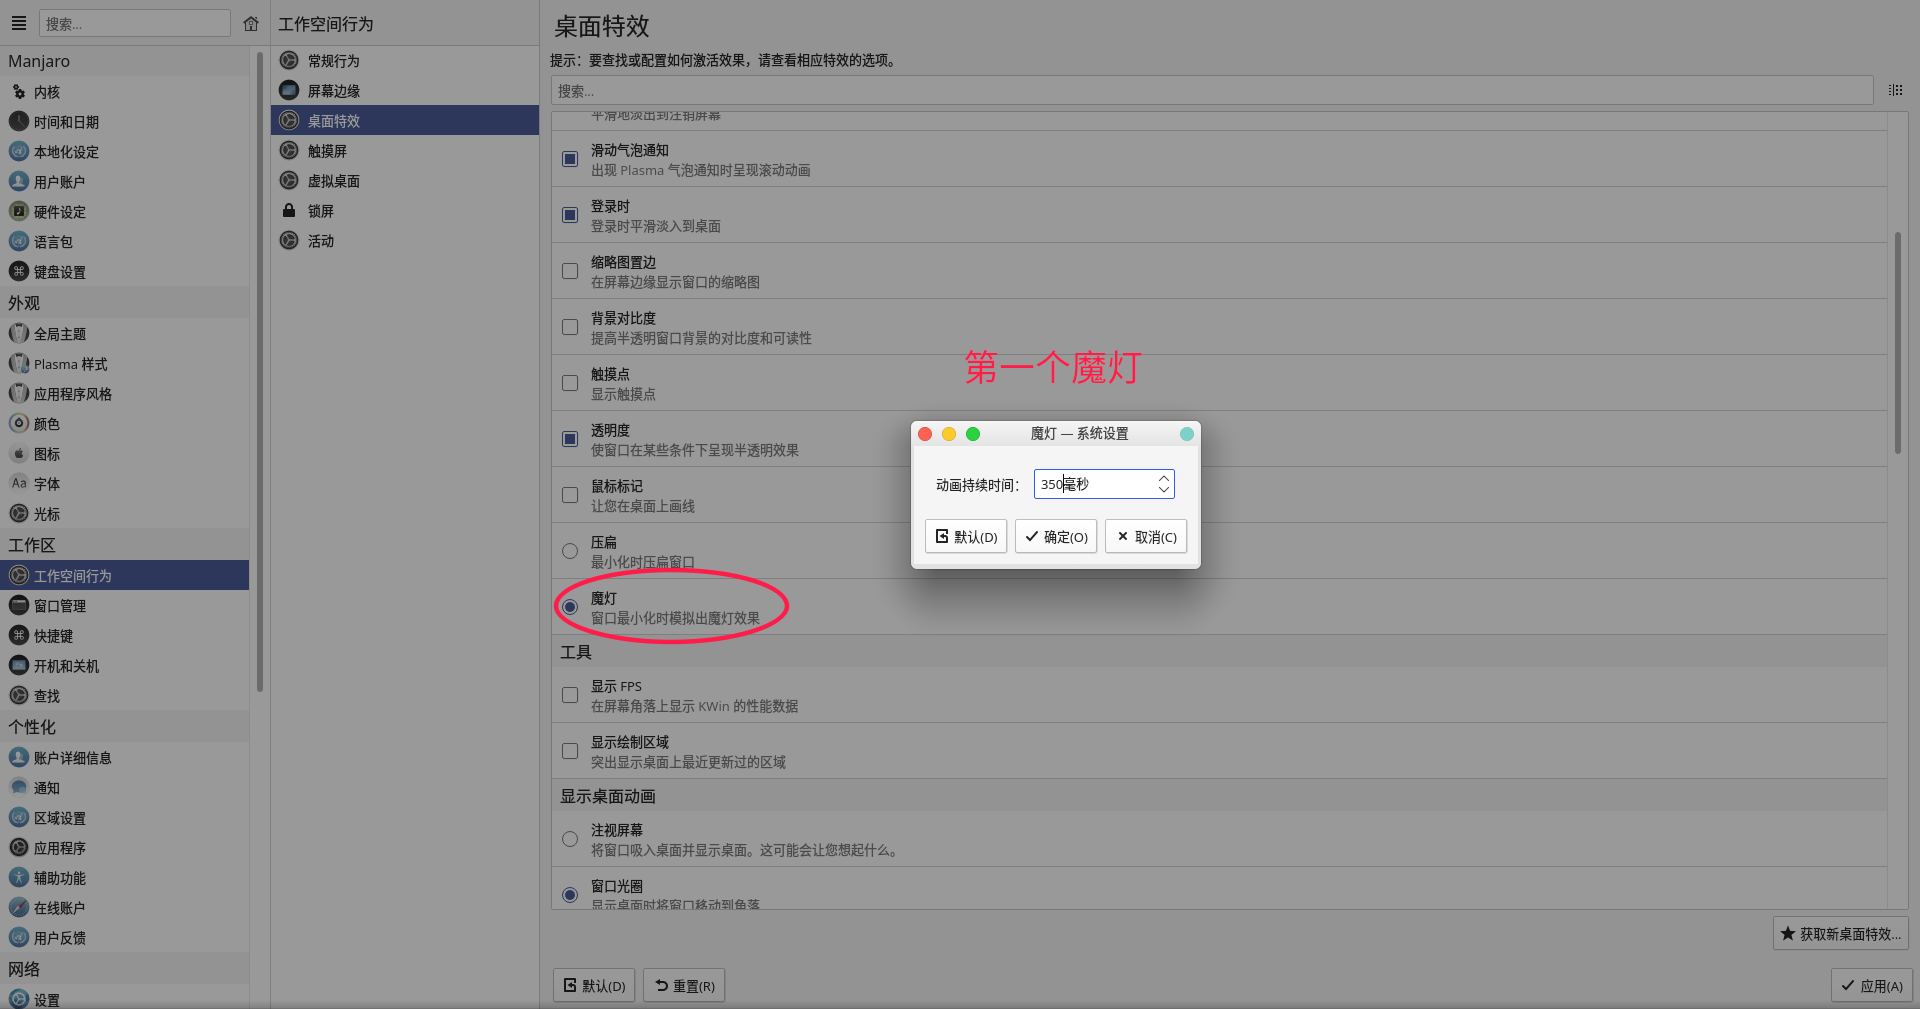 搜索...
Manjaro
内核
时间和日期
本地化设定
用户账户
硬件设定
语言包
键盘设置
外观
全局主题
Plasma 样式
应用程序风格
颜色
图标
Aa 字体
光标
工作区
工作空间行为
窗口管理
快捷键
开机和关机
查找
个性化
账户详细信息
通知
区域设置
应用程序
辅助功能
在线账户
用户反馈
网络
设置
工作空间行为
常规行为
屏幕边缘
桌面特效
触摸屏
虚拟桌面
锁屏
活动
桌面特效
提示：要查找或配置如何激活效果，请查看相应特效的选项。
搜索...
平滑地淡出到注销屏幕
滑动气泡通知
出现 Plasma 气泡通知时呈现滚动动画
登录时
登录时平滑淡入到桌面
缩略图置边
在屏幕边缘显示窗口的缩略图
背景对比度
提高半透明窗口背景的对比度和可读性
触摸点
显示触摸点
透明度
使窗口在某些条件下呈现半透明效果
鼠标标记
让您在桌面上画线
压扁
最小化时压扁窗口
魔灯
窗口最小化时模拟出魔灯效果
工具
显示 FPS
在屏幕角落上显示 KWin 的性能数据
显示绘制区域
突出显示桌面上最近更新过的区域
显示桌面动画
注视屏幕
将窗口吸入桌面并显示桌面。这可能会让您想起什么。
窗口光圈
显示桌面时将窗口移动到角落
第一个魔灯
魔灯 — 系统设置
动画持续时间： 350毫秒
默认(D) 确定(O) 取消(C)
获取新桌面特效...
默认(D) 重置(R) 应用(A)